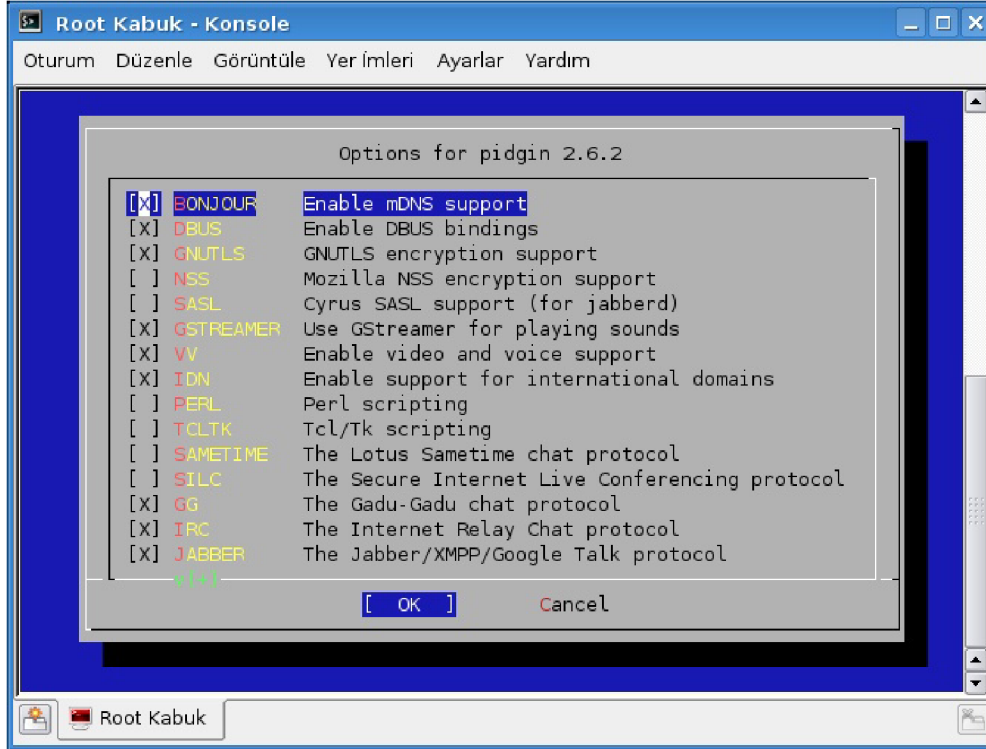 Root Kabuk - Konsole
Oturum Düzenle Görüntüle Yer İmleri Ayarlar Yardım
Options for pidgin 2.6.2
[X] BONJOUR Enable mDNS support
[X] DBUS Enable DBUS bindings
[X] GNUTLS GNUTLS encryption support
[ ] NSS Mozilla NSS encryption support
[ ] SASL Cyrus SASL support (for jabberd)
[X] GSTREAMER Use GStreamer for playing sounds
[X] VV Enable video and voice support
[X] IDN Enable support for international domains
[ ] PERL Perl scripting
[ ] TCLTK Tcl/Tk scripting
[ ] SAMETIME The Lotus Sametime chat protocol
[ ] SILC The Secure Internet Live Conferencing protocol
[X] GG The Gadu-Gadu chat protocol
[X] IRC The Internet Relay Chat protocol
[X] JABBER The Jabber/XMPP/Google Talk protocol
v(+)
[ OK ] Cancel
Root Kabuk